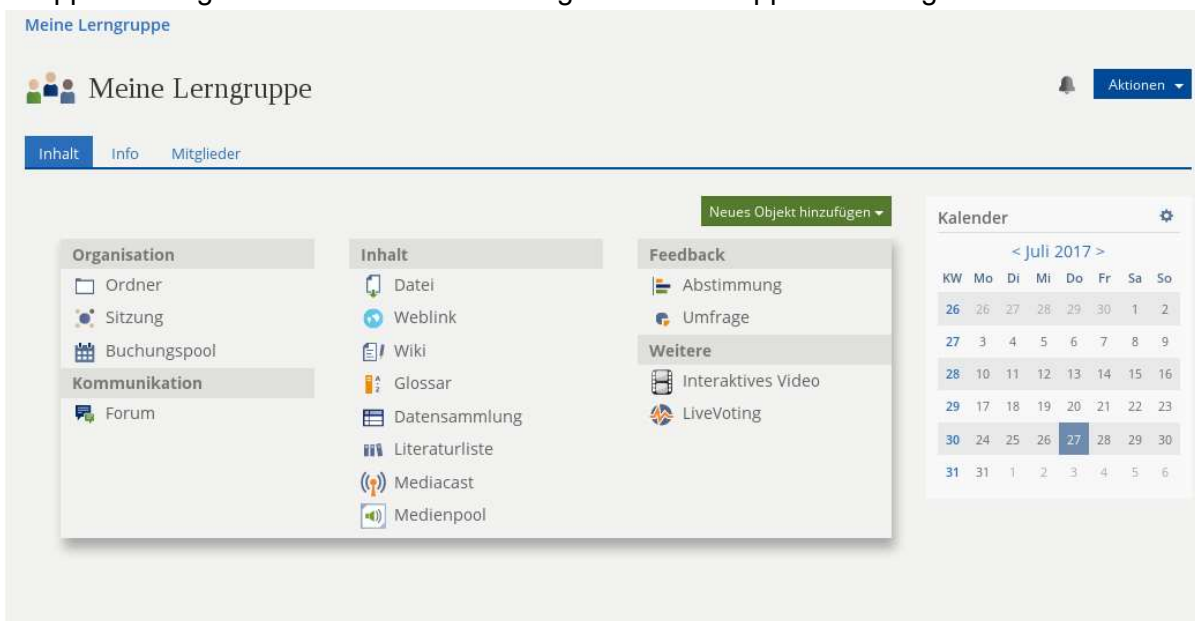 Meine Lerngruppe
Meine Lerngruppe
Aktionen
Inhalt Info Mitglieder
Neues Objekt hinzufügen
Organisation
Ordner
Sitzung
Buchungspool
Kommunikation
Forum
Inhalt
Datei
Weblink
Wiki
Glossar
Datensammlung
Literaturliste
Mediacast
Medienpool
Feedback
Abstimmung
Umfrage
Weitere
Interaktives Video
LiveVoting
Kalender
< Juli 2017 >
KW Mo Di Mi Do Fr Sa So
26 26 27 28 29 30 1 2
27 3 4 5 6 7 8 9
28 10 11 12 13 14 15 16
29 17 18 19 20 21 22 23
30 24 25 26 27 28 29 30
31 31 1 2 3 4 5 6